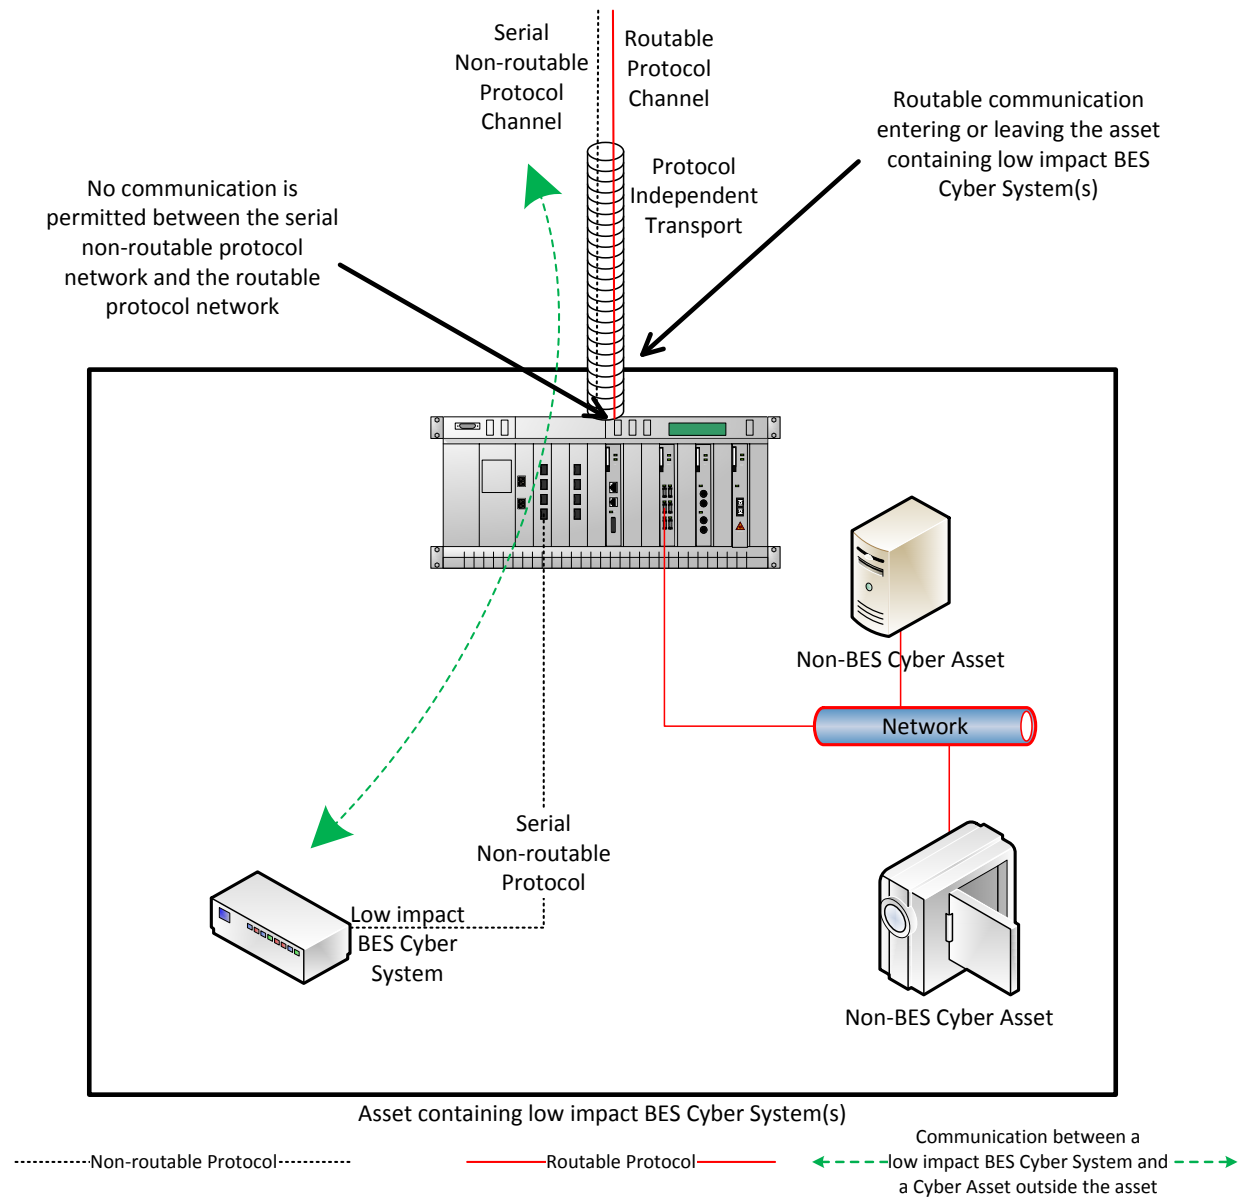 Serial
Non-routable
Protocol
Channel
Routable
Protocol
Channel
Routable communication
entering or leaving the asset
containing low impact BES
Cyber System(s)
Protocol
Independent
Transport
No communication is
permitted between the serial
non-routable protocol
network and the routable
protocol network
Non-BES Cyber Asset
Network
Serial
Non-routable
Protocol
Low impact
BES Cyber
System
Non-BES Cyber Asset
Asset containing low impact BES Cyber System(s)
Non-routable Protocol
Routable Protocol
Communication between a
low impact BES Cyber System and
a Cyber Asset outside the asset